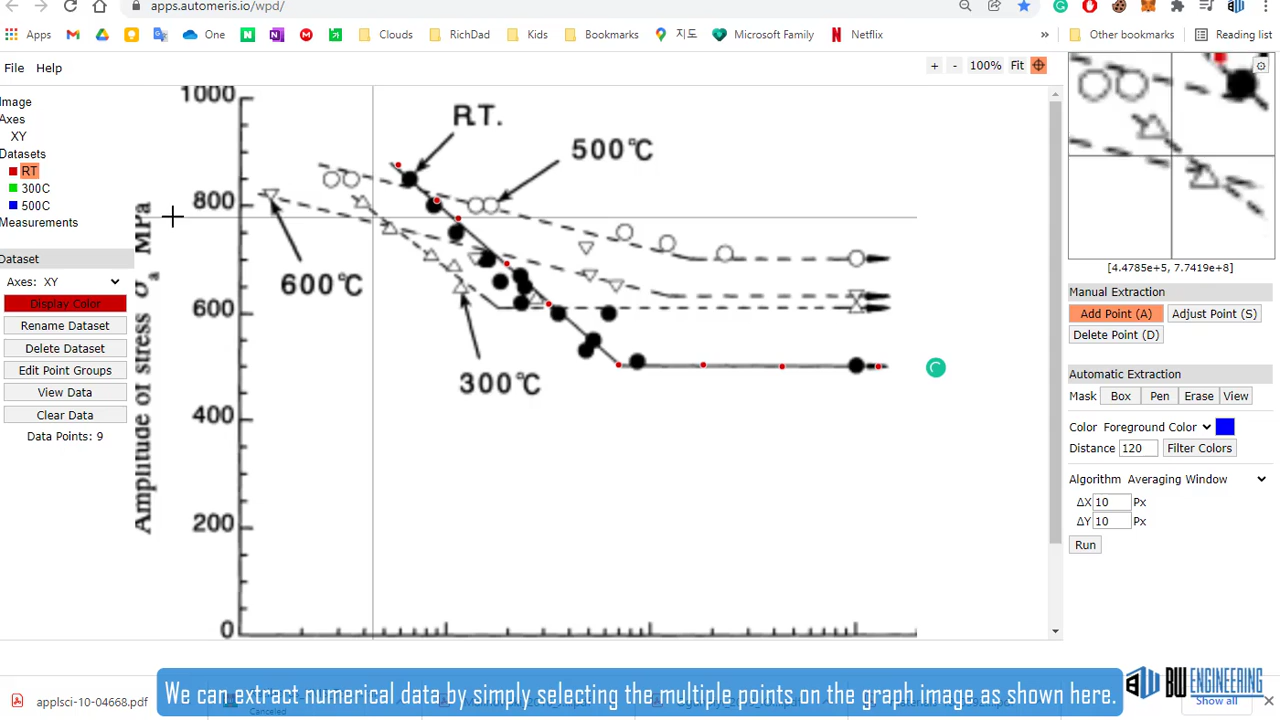 apps.automeris.io/wpd/
Apps
One
Clouds
RichDad
Kids
Bookmarks
지도
Microsoft Family
Netflix
»
Other bookmarks
Reading list
File
Help
+
-
100%
Fit
Image
Axes
XY
Datasets
RT
300C
500C
Measurements
Dataset
Axes: XY
Display Color
Rename Dataset
Delete Dataset
Edit Point Groups
View Data
Clear Data
Data Points: 9
1000
800
600
400
200
0
Amplitude of stress σa MPa
R.T.
500℃
600℃
300℃
[4.4785e+5, 7.7419e+8]
Manual Extraction
Add Point (A)
Adjust Point (S)
Delete Point (D)
Automatic Extraction
Mask
Box
Pen
Erase
View
Color
Foreground Color
Distance
120
Filter Colors
Algorithm
Averaging Window
ΔX
10
Px
ΔY
10
Px
Run
We can extract numerical data by simply selecting the multiple points on the graph image as shown here.
BW ENGINEERING
applsci-10-04668.pdf
Canceled
Show all